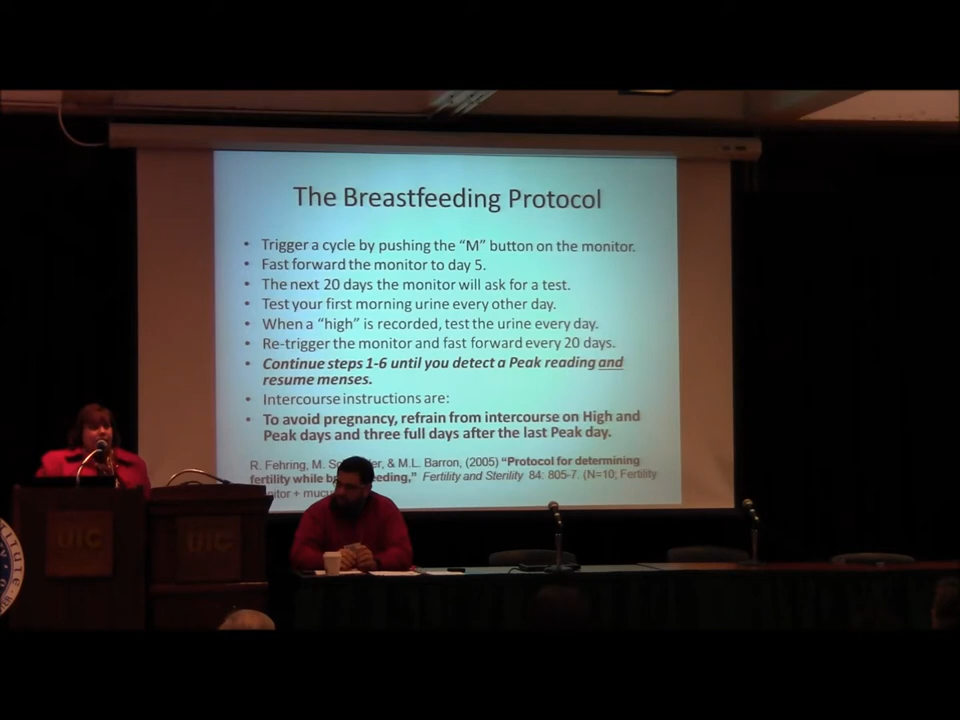 The Breastfeeding Protocol
• Trigger a cycle by pushing the “M” button on the monitor.
• Fast forward the monitor to day 5.
• The next 20 days the monitor will ask for a test.
• Test your first morning urine every other day.
• When a “high” is recorded, test the urine every day.
• Re-trigger the monitor and fast forward every 20 days.
• Continue steps 1-6 until you detect a Peak reading and
resume menses.
• Intercourse instructions are:
• To avoid pregnancy, refrain from intercourse on High and
Peak days and three full days after the last Peak day.
R. Fehring, M. & M.L. Barron, (2005) “Protocol for determining
fertility while Fertility and Sterility 84: 805-7. (N=10; Fertility
+
UIC
UIC